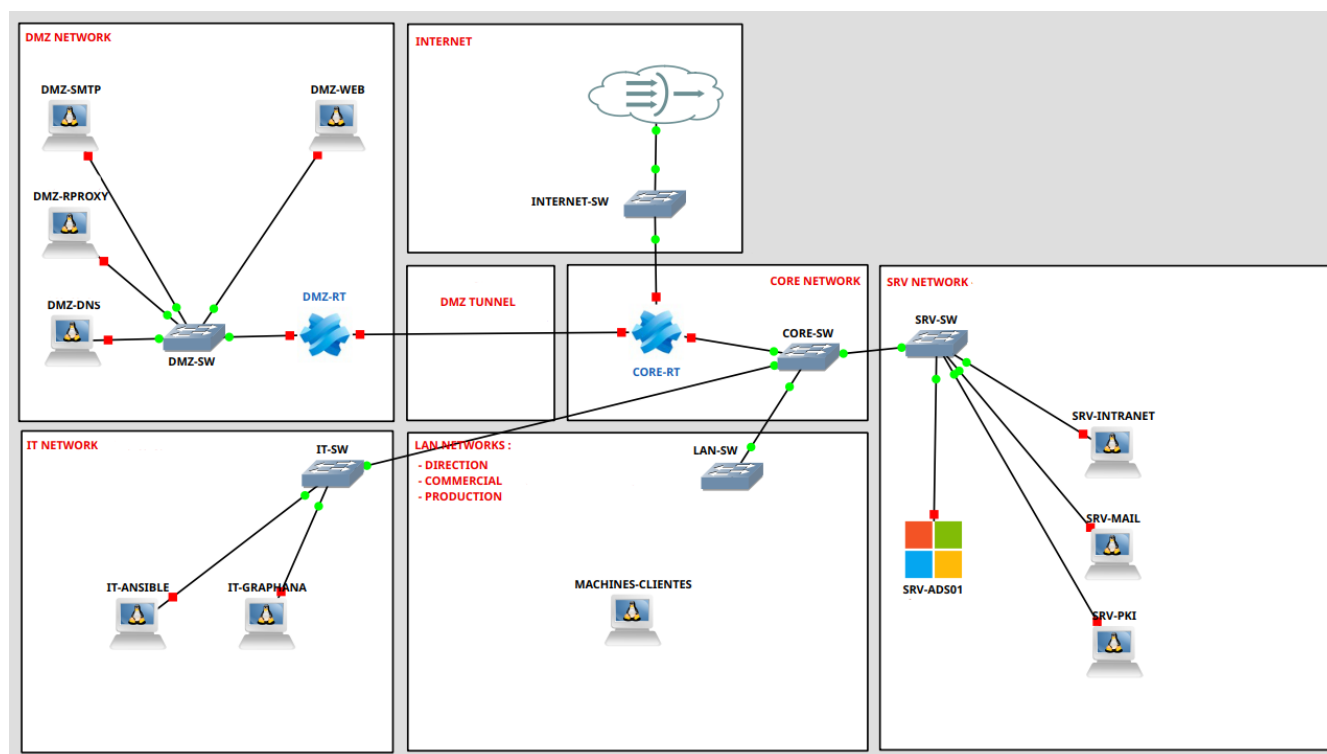 DMZ NETWORK
DMZ-SMTP
DMZ-WEB
DMZ-RPROXY
DMZ-DNS
DMZ-SW
DMZ-RT
INTERNET
INTERNET-SW
DMZ TUNNEL
CORE NETWORK
CORE-RT
CORE-SW
SRV NETWORK
SRV-SW
SRV-INTRANET
SRV-MAIL
SRV-ADS01
SRV-PKI
IT NETWORK
IT-SW
IT-ANSIBLE
IT-GRAPHANA
LAN NETWORKS :
- DIRECTION
- COMMERCIAL
- PRODUCTION
LAN-SW
MACHINES-CLIENTES